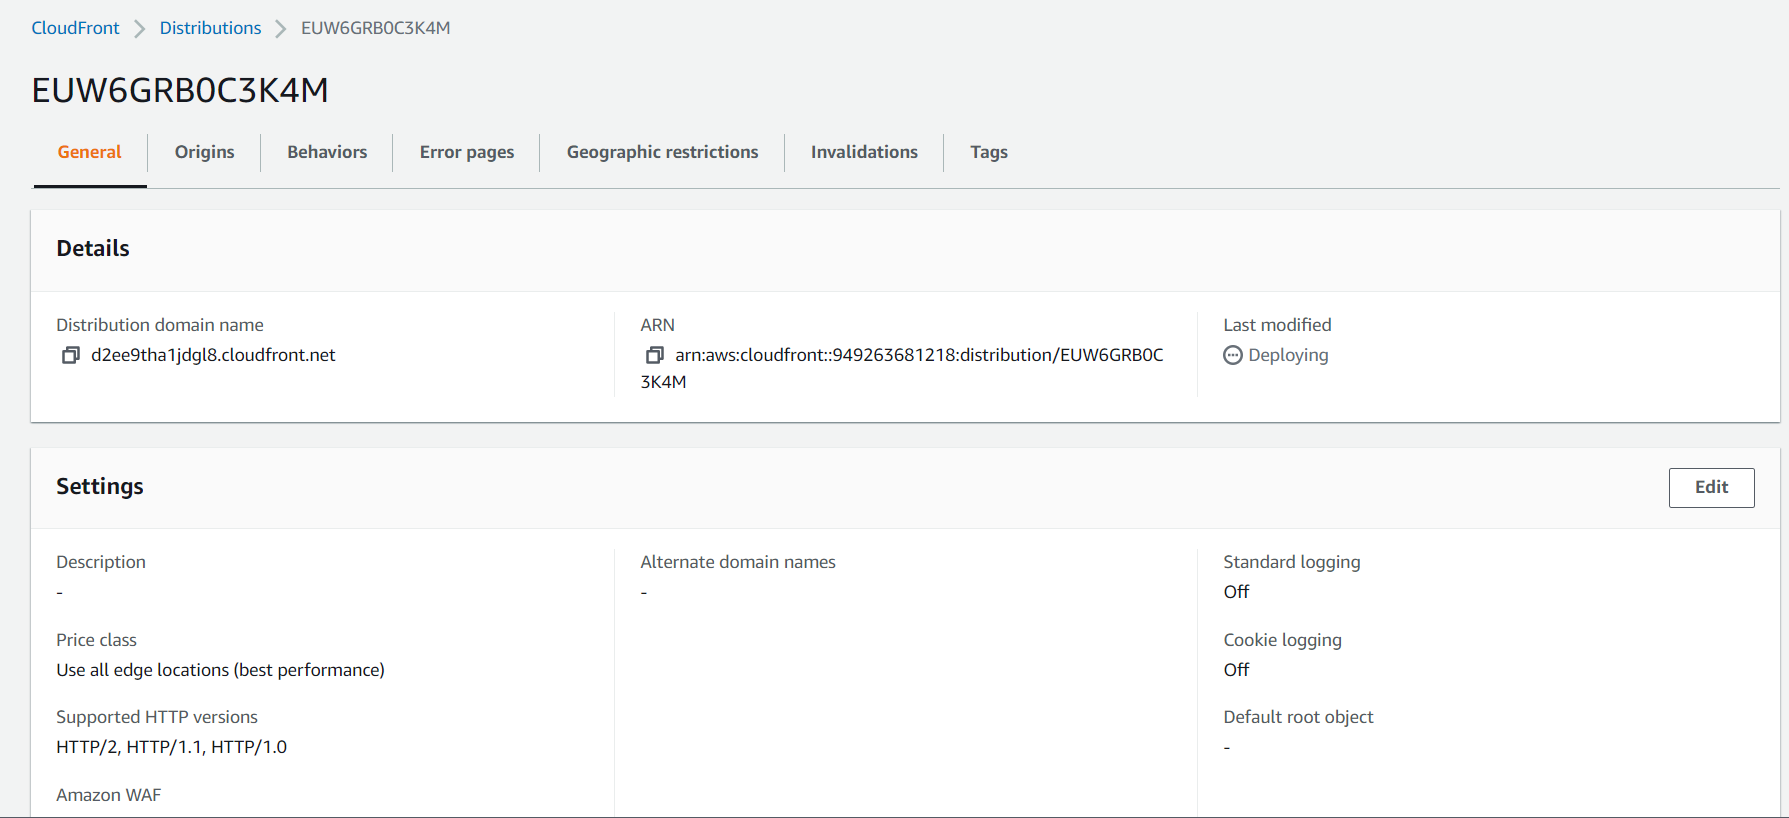 CloudFront > Distributions > EUW6GRB0C3K4M
EUW6GRB0C3K4M
General Origins Behaviors Error pages Geographic restrictions Invalidations Tags
Details
Distribution domain name
d2ee9tha1jdgl8.cloudfront.net
ARN
arn:aws:cloudfront::949263681218:distribution/EUW6GRB0C
3K4M
Last modified
Deploying
Settings
Edit
Description
-
Price class
Use all edge locations (best performance)
Supported HTTP versions
HTTP/2, HTTP/1.1, HTTP/1.0
Amazon WAF
Alternate domain names
-
Standard logging
Off
Cookie logging
Off
Default root object
-